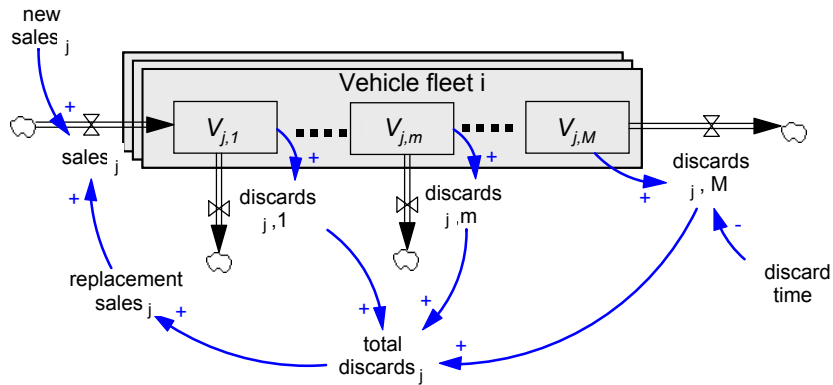 new
sales j
Vehicle fleet i
V j,1
V j,m
V j,M
+
sales j
+
+
+
discards
j ,1
discards
j ,m
discards
j , M
+
+
-
replacement
sales j
discard
time
+
+
+
+
total
discards j